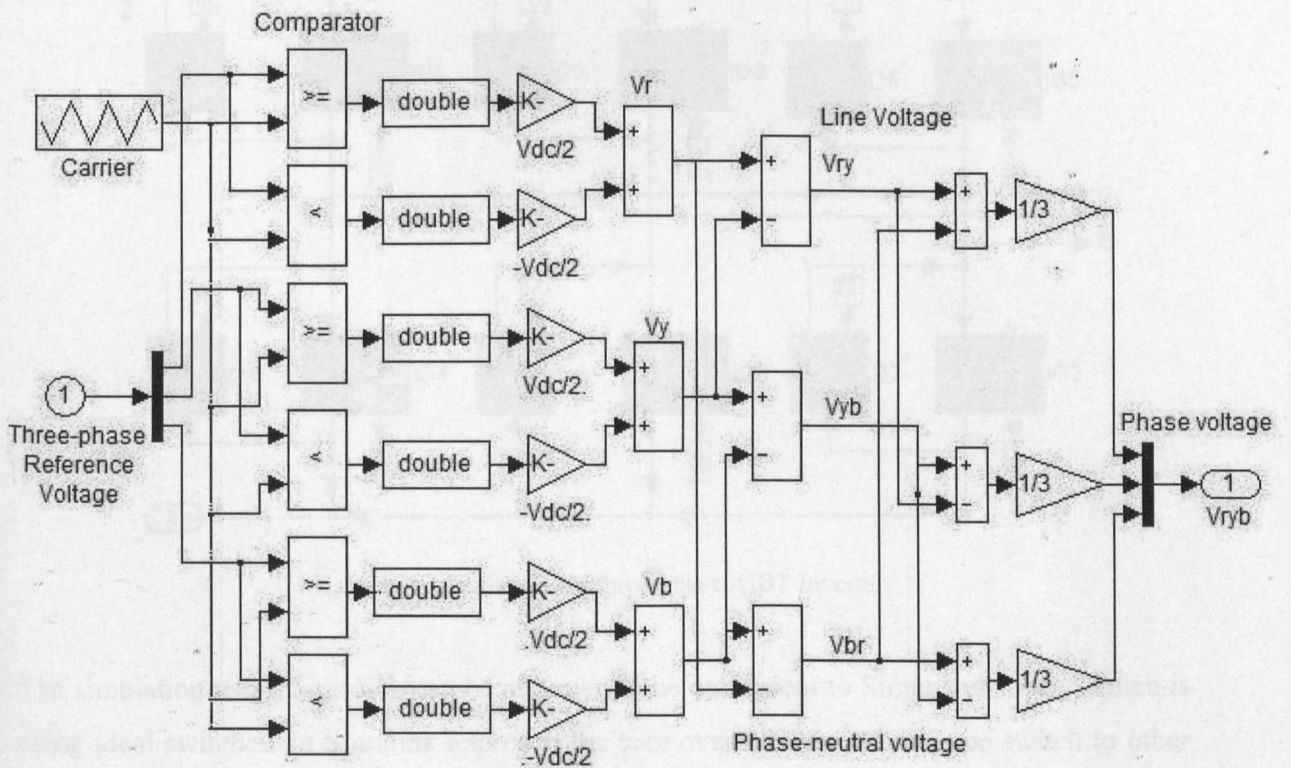 Comparator
Carrier
double
K-
Vdc/2
Vr
+
+
double
K-
-Vdc/2
Line Voltage
+
-
Vry
+
-
1/3
double
K-
Vdc/2
Vy
+
+
double
K-
-Vdc/2
+
-
Vyb
+
-
1/3
1
Three-phase
Reference
Voltage
Phase voltage
1
Vryb
double
K-
Vdc/2
Vb
+
double
K-
-Vdc/2
+
-
Vbr
+
-
1/3
Phase-neutral voltage